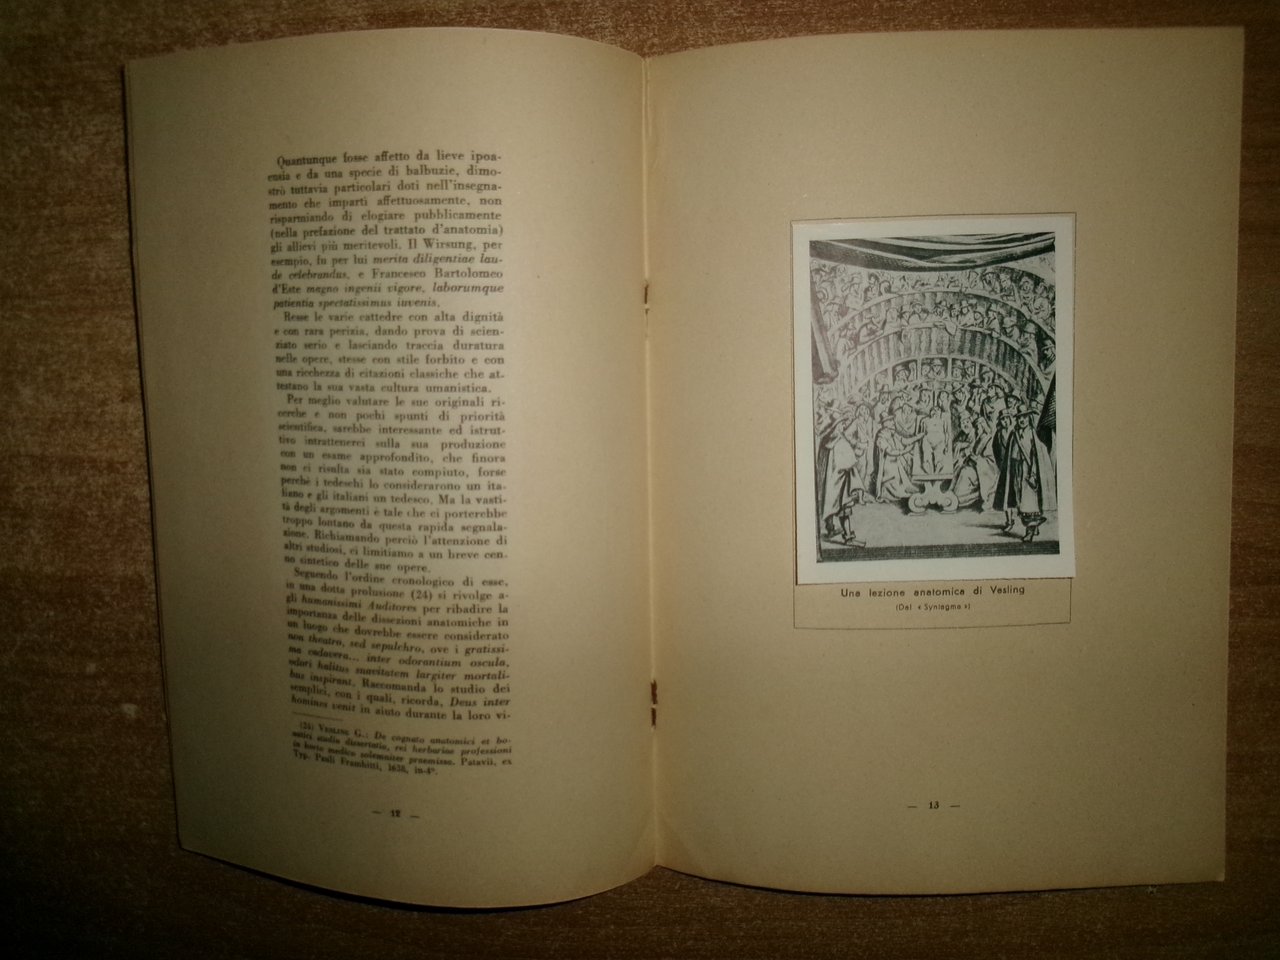 Quantunque fosse affetto da lieve ipoa-
cusia e da una specie di balbuzie, dimo-
strò tuttavia particolari doti nell'insegna-
mento che impartì affettuosamente, non
risparmiando di elogiare pubblicamente
(nella prefazione del trattato d'anatomia)
gli allievi più meritevoli. Il Wirsung, per
esempio, fu per lui merita diligentiae lau-
de celebrandus, e Francesco Bartolomeo
d'Este magno ingenii vigore, laborumque
patientia spectatissimus iuvenis.
Resse le varie cattedre con alta dignità
e con rara perizia, dando prova di scien-
ziato serio e lasciando traccia duratura
nelle opere, stesse con stile forbito e con
una ricchezza di citazioni classiche che at-
testano la sua vasta cultura umanistica.
Per meglio valutare le sue originali ri-
cerche e non pochi spunti di priorità
scientifica, sarebbe interessante ed istrut-
tivo intrattenerci sulla sua produzione
con un esame approfondito, che finora
non ci risulta sia stato compiuto, forse
perchè i tedeschi lo considerarono un ita-
liano e gli italiani un tedesco. Ma la vasti-
tà degli argomenti è tale che ci porterebbe
troppo lontano da questa rapida segnala-
zione. Richiamando perciò l'attenzione di
altri studiosi, ci limitiamo a un breve cen-
no sintetico delle sue opere.
Seguendo l'ordine cronologico di esse,
in una dotta prolusione (24) si rivolge a-
gli humanissimi Auditores per ribadire la
importanza delle dissezioni anatomiche in
un luogo che dovrebbe essere considerato
non theatro, sed sepulchro, ove i gratissi-
ma cadavera... inter odorantium oscula,
odori halitus suavitatem largiter mortali-
bus inspirant. Raccomanda lo studio dei
semplici, con i quali, ricorda, Deus inter
homines venit in aiuto durante la loro vi-
(24) VESLING G.: De cognato anatomici et bo-
tanici studio dissertatio, rei herbariae professioni
in horto medico solemniter praemissa. Patavii, ex
Typ. Pauli Frambotti, 1638, in-4°.
— 12 —
Una lezione anatomica di Vesling
(Dal « Syntagma »)
— 13 —